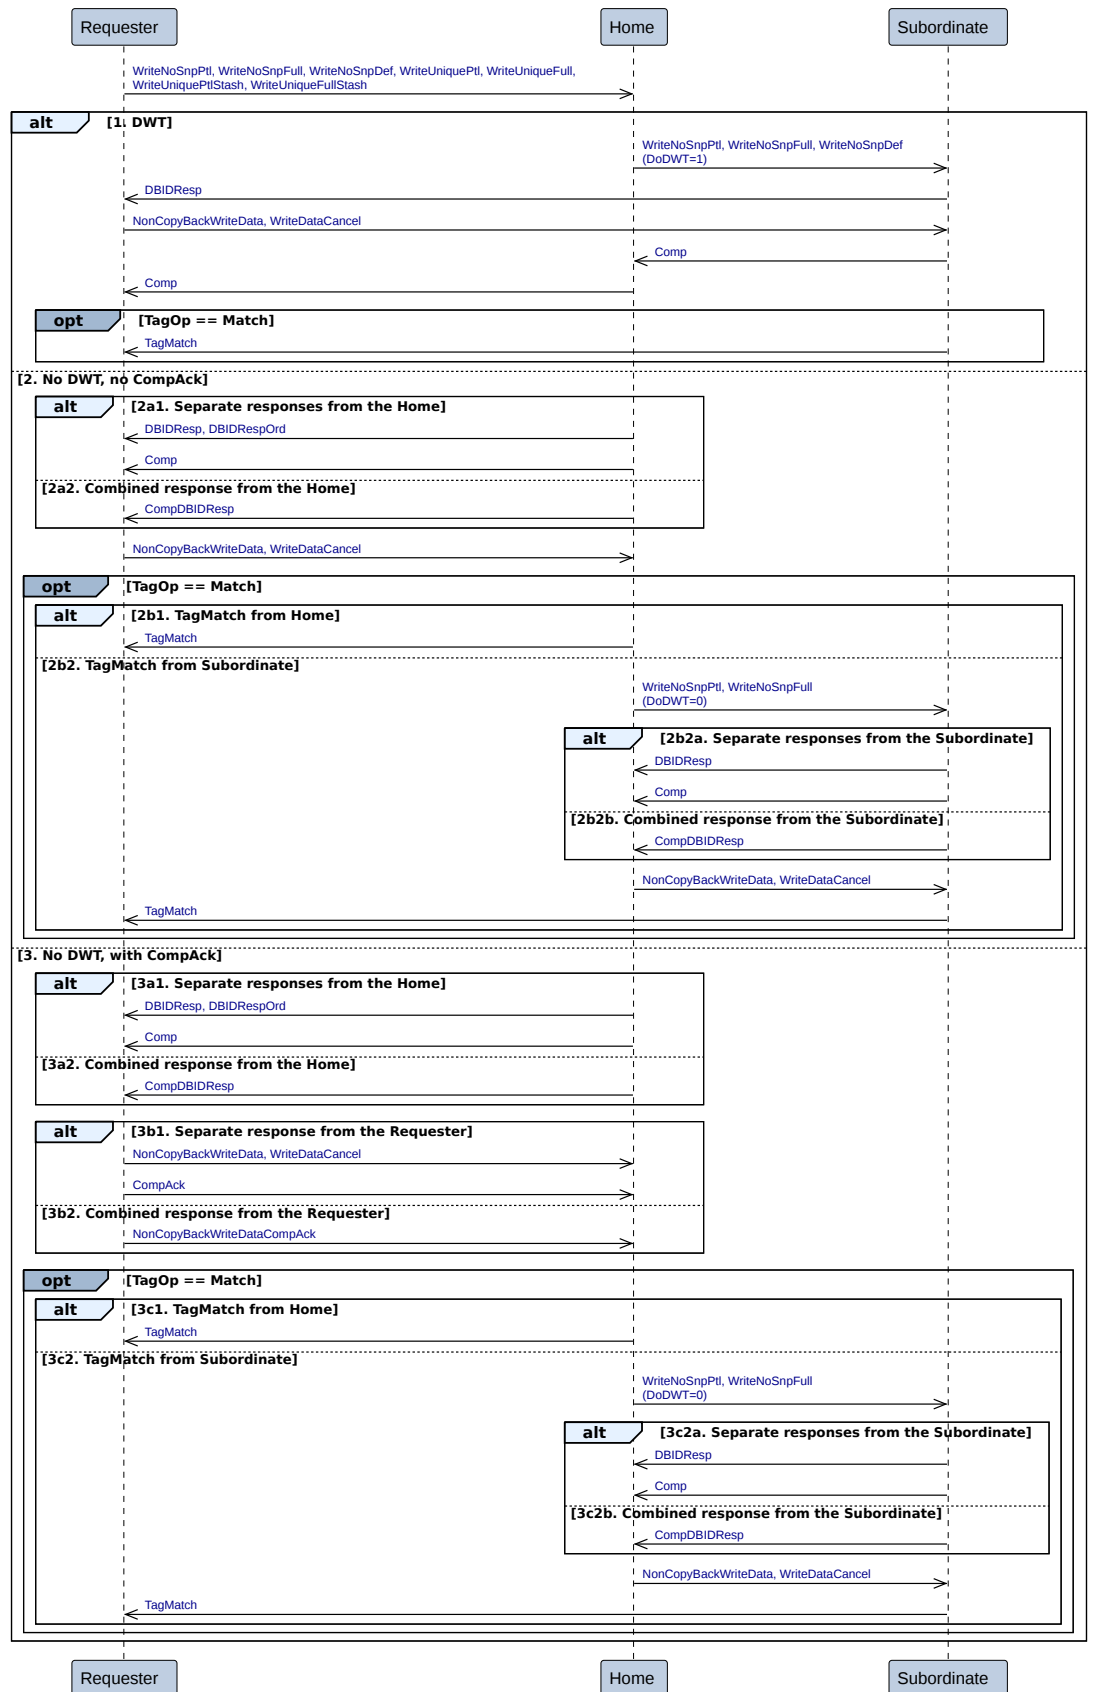 Requester Home Subordinate
WriteNoSnpPtl, WriteNoSnpFull, WriteNoSnpDef, WriteUniquePtl, WriteUniqueFull,
WriteUniquePtlStash, WriteUniqueFullStash
alt [1. DWT]
WriteNoSnpPtl, WriteNoSnpFull, WriteNoSnpDef
(DoDWT=1)
DBIDResp
NonCopyBackWriteData, WriteDataCancel
Comp
Comp
opt [TagOp == Match]
TagMatch
[2. No DWT, no CompAck]
alt [2a1. Separate responses from the Home]
DBIDResp, DBIDRespOrd
Comp
[2a2. Combined response from the Home]
CompDBIDResp
NonCopyBackWriteData, WriteDataCancel
opt [TagOp == Match]
alt [2b1. TagMatch from Home]
TagMatch
[2b2. TagMatch from Subordinate]
WriteNoSnpPtl, WriteNoSnpFull
(DoDWT=0)
alt [2b2a. Separate responses from the Subordinate]
DBIDResp
Comp
[2b2b. Combined response from the Subordinate]
CompDBIDResp
NonCopyBackWriteData, WriteDataCancel
TagMatch
[3. No DWT, with CompAck]
alt [3a1. Separate responses from the Home]
DBIDResp, DBIDRespOrd
Comp
[3a2. Combined response from the Home]
CompDBIDResp
alt [3b1. Separate response from the Requester]
NonCopyBackWriteData, WriteDataCancel
CompAck
[3b2. Combined response from the Requester]
NonCopyBackWriteDataCompAck
opt [TagOp == Match]
alt [3c1. TagMatch from Home]
TagMatch
[3c2. TagMatch from Subordinate]
WriteNoSnpPtl, WriteNoSnpFull
(DoDWT=0)
alt [3c2a. Separate responses from the Subordinate]
DBIDResp
Comp
[3c2b. Combined response from the Subordinate]
CompDBIDResp
NonCopyBackWriteData, WriteDataCancel
TagMatch
Requester Home Subordinate